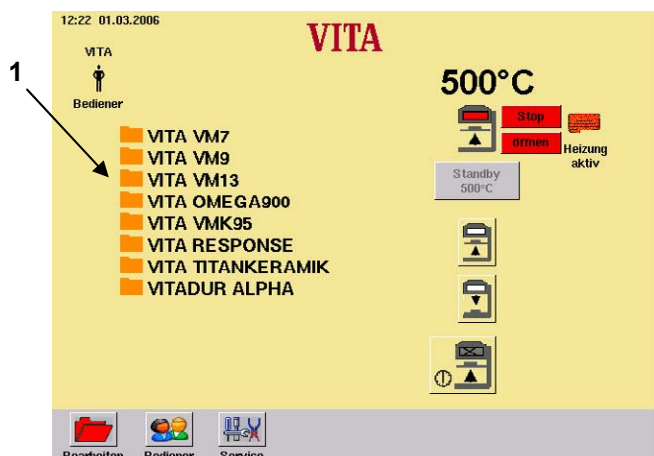 12:22 01.03.2006
VITA
VITA
Bediener
1
500°C
Stop
öffnen
Heizung
aktiv
Standby
500°C
VITA VM7
VITA VM9
VITA VM13
VITA OMEGA900
VITA VMK95
VITA RESPONSE
VITA TITANKERAMIK
VITADUR ALPHA
Bearbeiten
Bediener
Service